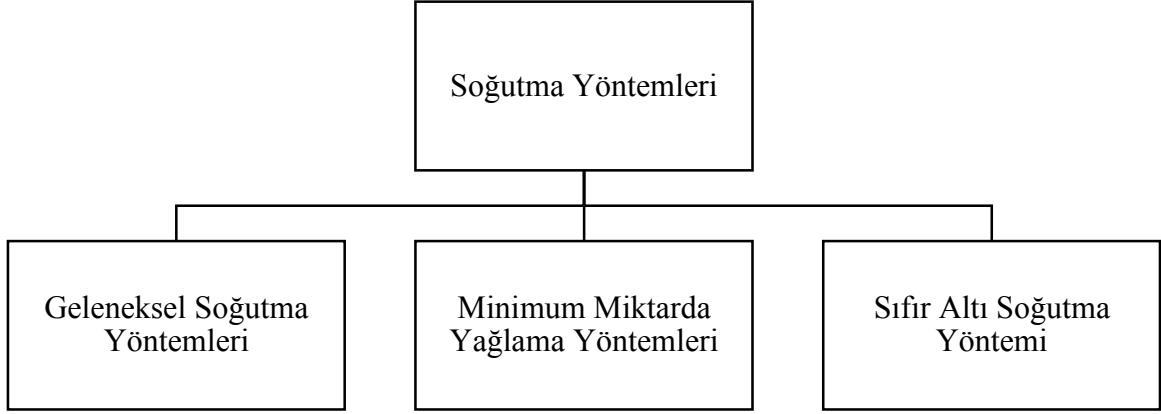 Soğutma Yöntemleri
Geleneksel Soğutma
Yöntemleri
Minimum Miktarda
Yağlama Yöntemleri
Sıfır Altı Soğutma
Yöntemi